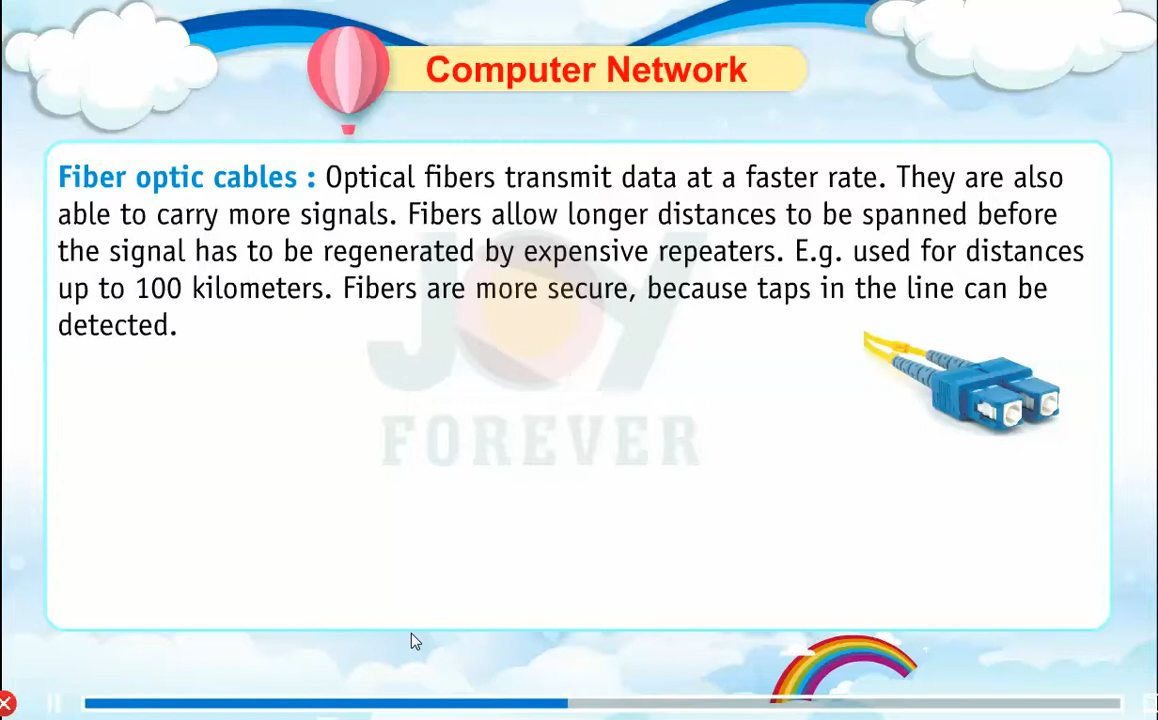 Computer Network
Fiber optic cables : Optical fibers transmit data at a faster rate. They are also
able to carry more signals. Fibers allow longer distances to be spanned before
the signal has to be regenerated by expensive repeaters. E.g. used for distances
up to 100 kilometers. Fibers are more secure, because taps in the line can be
detected.
JOY
FOREVER